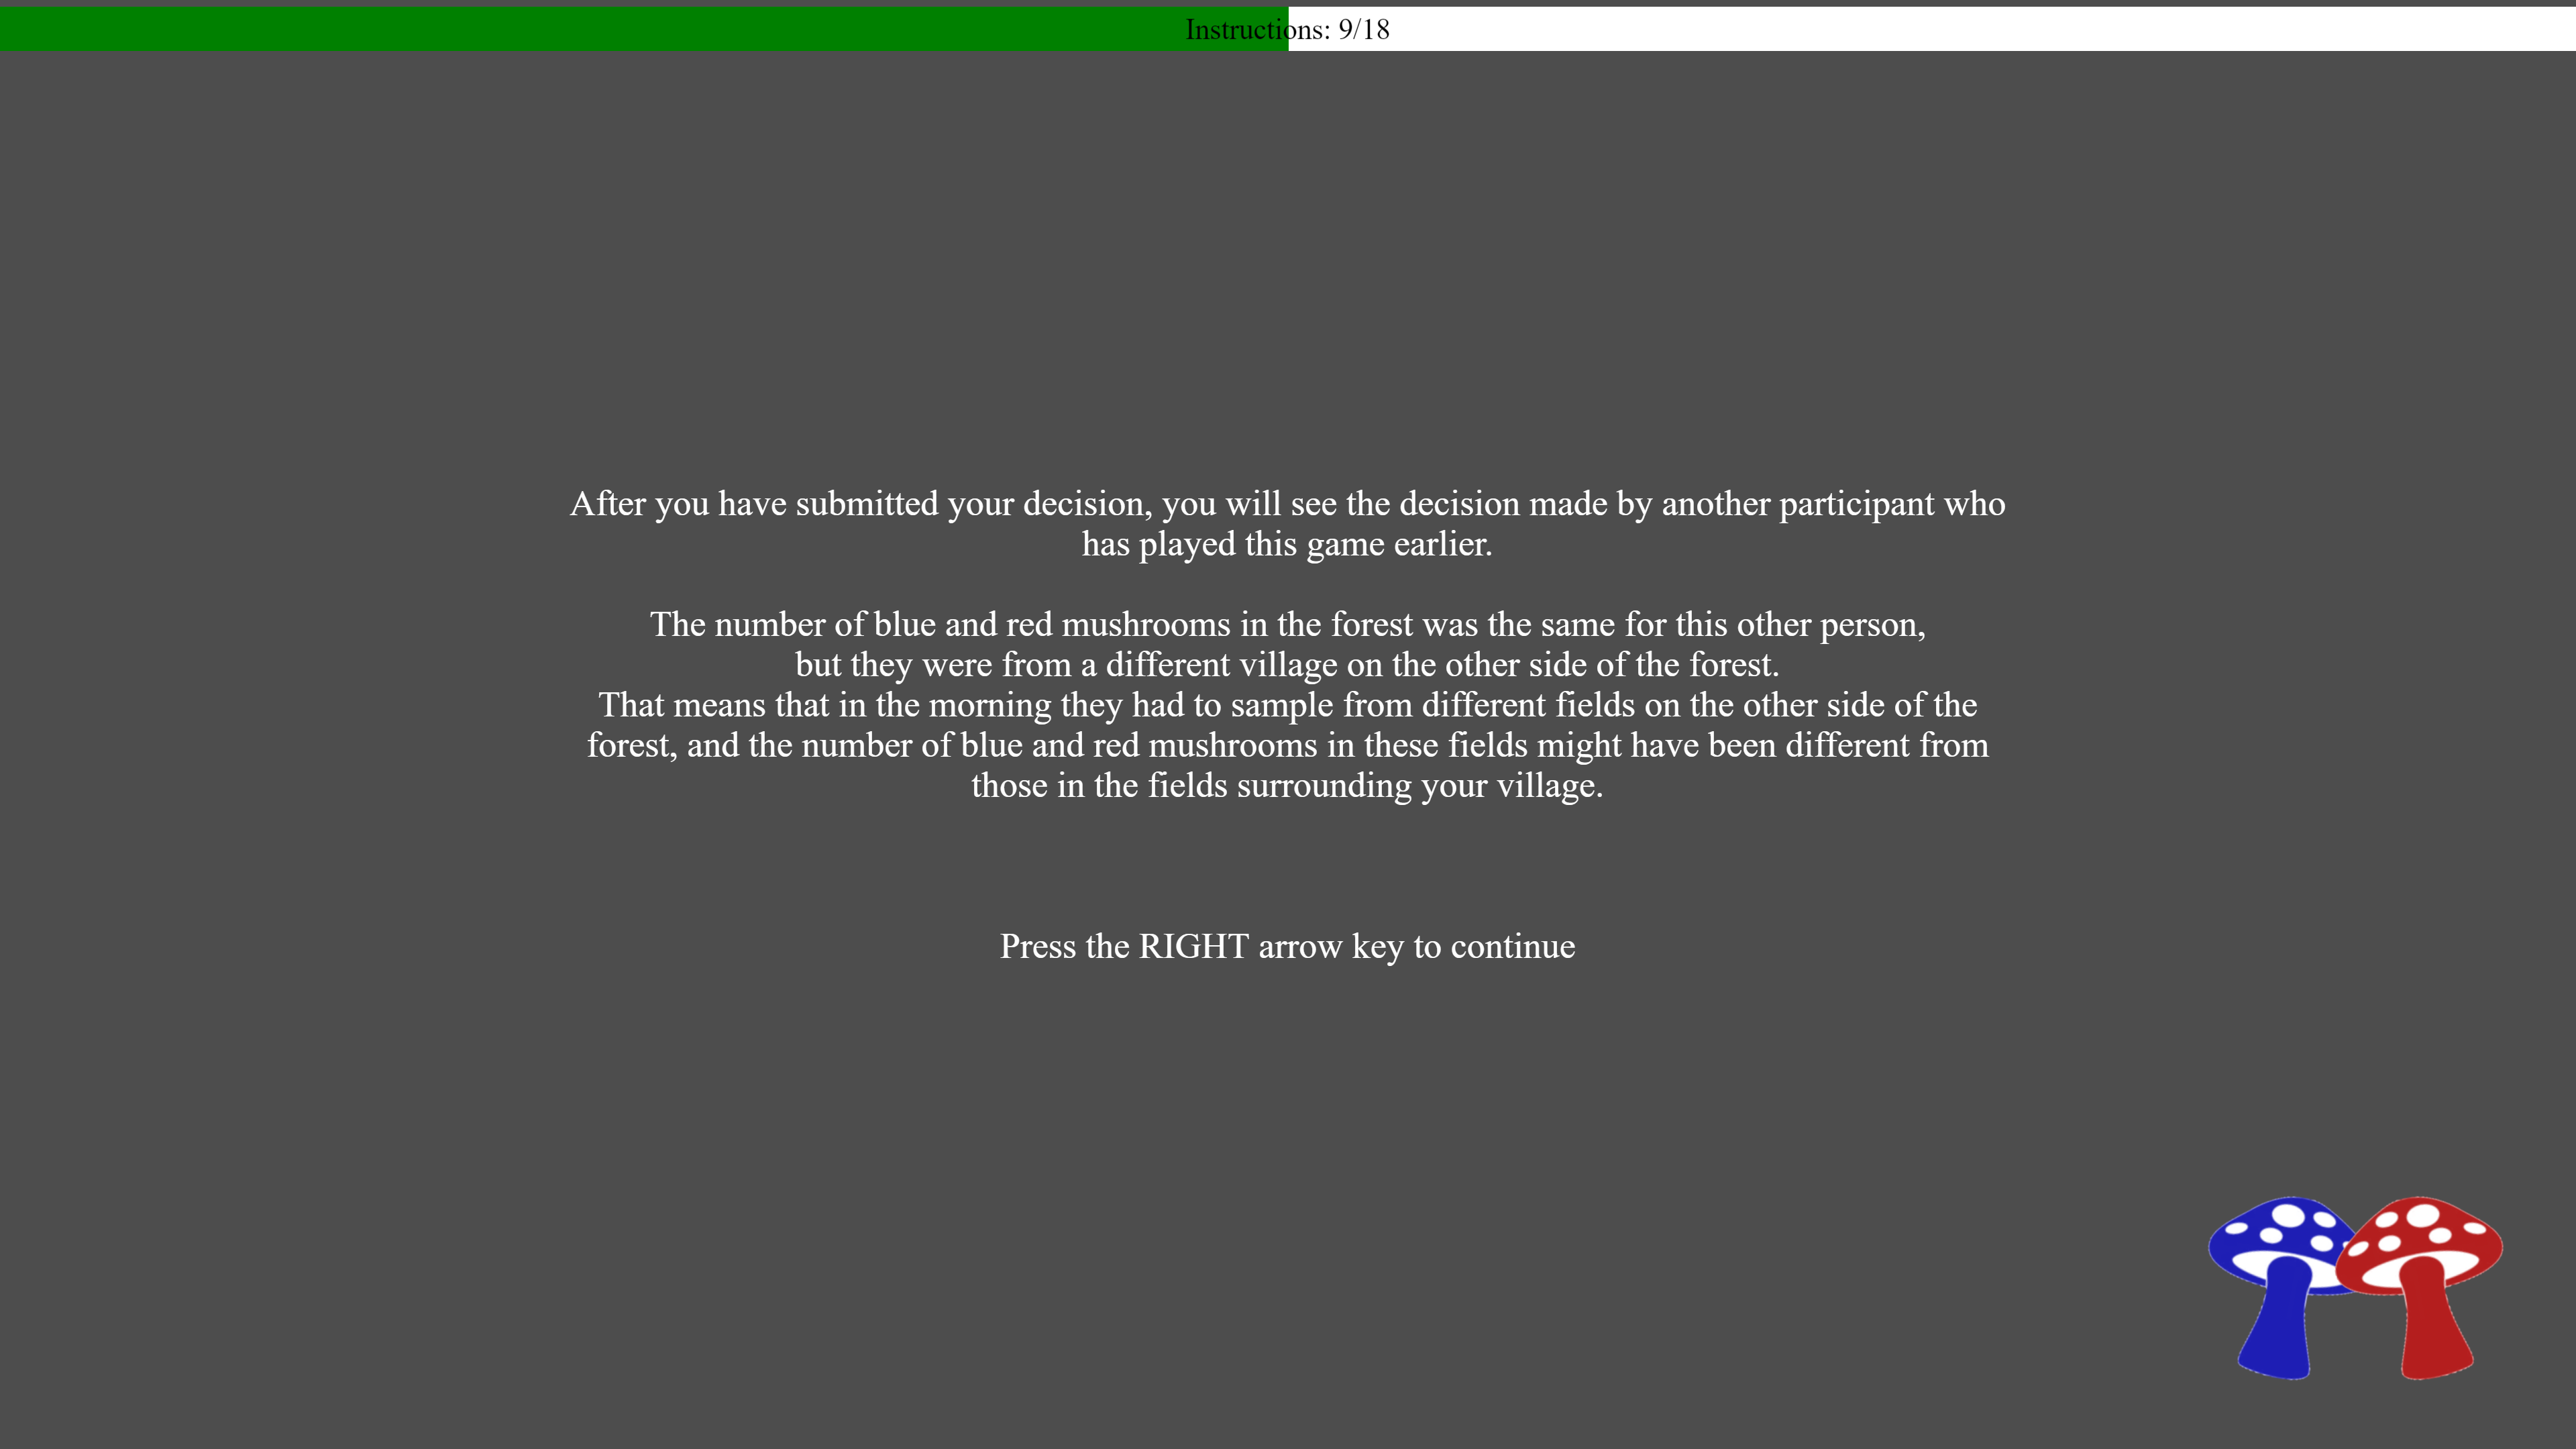 Instructions: 9/18
After you have submitted your decision, you will see the decision made by another participant who
has played this game earlier.
The number of blue and red mushrooms in the forest was the same for this other person,
but they were from a different village on the other side of the forest.
That means that in the morning they had to sample from different fields on the other side of the
forest, and the number of blue and red mushrooms in these fields might have been different from
those in the fields surrounding your village.
Press the RIGHT arrow key to continue